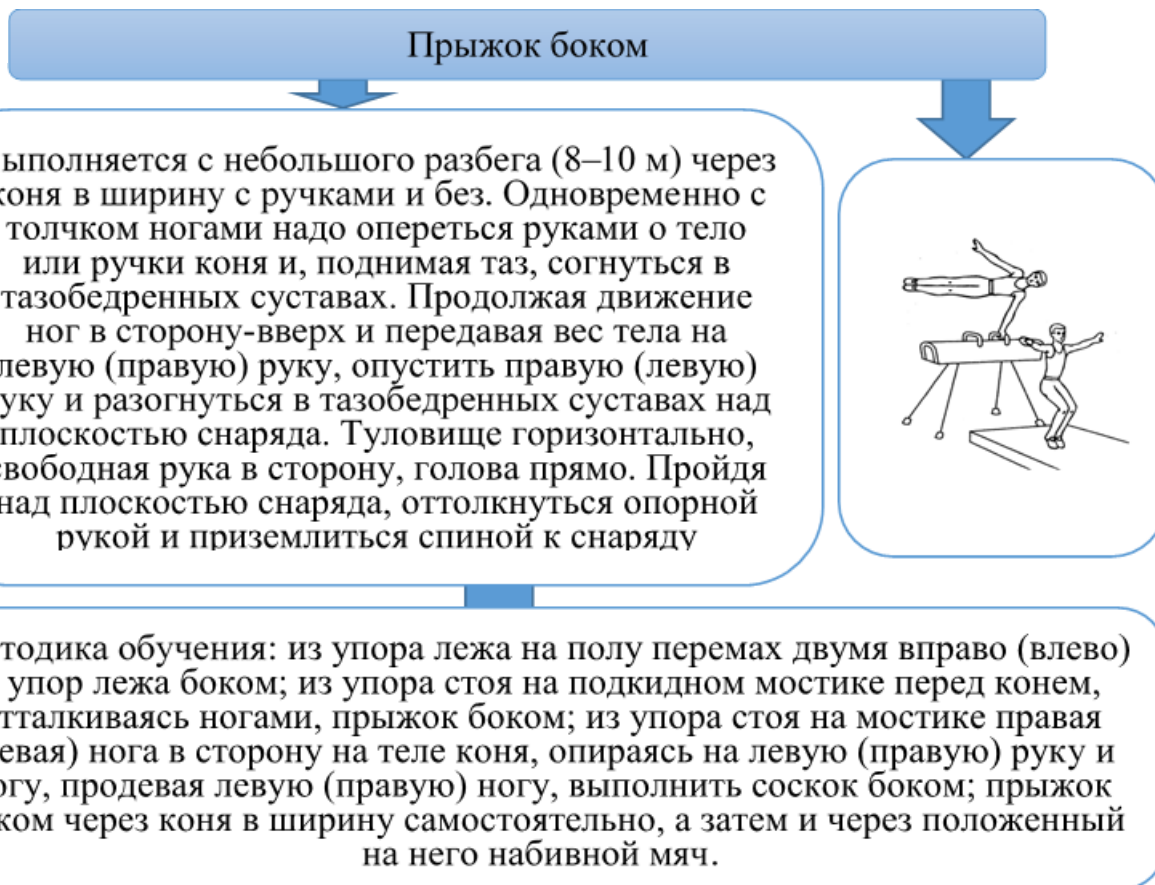 Прыжок боком
ыполняется с небольшого разбега (8–10 м) через
коня в ширину с ручками и без. Одновременно с
толчком ногами надо опереться руками о тело
или ручки коня и, поднимая таз, согнуться в
тазобедренных суставах. Продолжая движение
ног в сторону-вверх и передавая вес тела на
левую (правую) руку, опустить правую (левую)
уку и разогнуться в тазобедренных суставах над
плоскостью снаряда. Туловище горизонтально,
свободная рука в сторону, голова прямо. Пройдя
над плоскостью снаряда, оттолкнуться опорной
рукой и приземлиться спиной к снаряду
тодика обучения: из упора лежа на полу перемах двумя вправо (влево)
упор лежа боком; из упора стоя на подкидном мостике перед конем,
тталкиваясь ногами, прыжок боком; из упора стоя на мостике правая
евая) нога в сторону на теле коня, опираясь на левую (правую) руку и
огу, продевая левую (правую) ногу, выполнить соскок боком; прыжок
ком через коня в ширину самостоятельно, а затем и через положенный
на него набивной мяч.